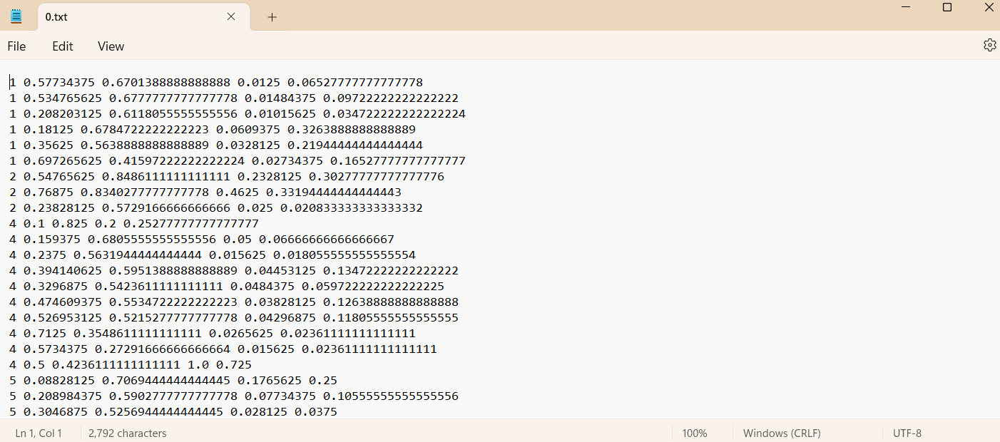 0.txt
File Edit View
1 0.57734375 0.6701388888888888 0.0125 0.06527777777777778
1 0.534765625 0.6777777777777778 0.01484375 0.09722222222222222
1 0.208203125 0.6118055555555556 0.01015625 0.034722222222222224
1 0.18125 0.6784722222222223 0.0609375 0.3263888888888889
1 0.35625 0.5638888888888889 0.0328125 0.21944444444444444
1 0.697265625 0.41597222222222224 0.02734375 0.16527777777777777
2 0.54765625 0.8486111111111111 0.2328125 0.30277777777777776
2 0.76875 0.8340277777777778 0.4625 0.33194444444444443
2 0.23828125 0.5729166666666666 0.025 0.020833333333333332
4 0.1 0.825 0.2 0.25277777777777777
4 0.159375 0.6805555555555556 0.05 0.06666666666666667
4 0.2375 0.5631944444444444 0.015625 0.018055555555555554
4 0.394140625 0.5951388888888889 0.04453125 0.13472222222222222
4 0.3296875 0.5423611111111111 0.0484375 0.059722222222222225
4 0.474609375 0.5534722222222223 0.03828125 0.12638888888888888
4 0.526953125 0.5215277777777778 0.04296875 0.11805555555555555
4 0.7125 0.3548611111111111 0.0265625 0.02361111111111111
4 0.5734375 0.27291666666666664 0.015625 0.02361111111111111
4 0.5 0.4236111111111111 1.0 0.725
5 0.08828125 0.7069444444444445 0.1765625 0.25
5 0.208984375 0.5902777777777778 0.07734375 0.10555555555555556
5 0.3046875 0.5256944444444445 0.028125 0.0375
Ln 1, Col 1 2,792 characters 100% Windows (CRLF) UTF-8